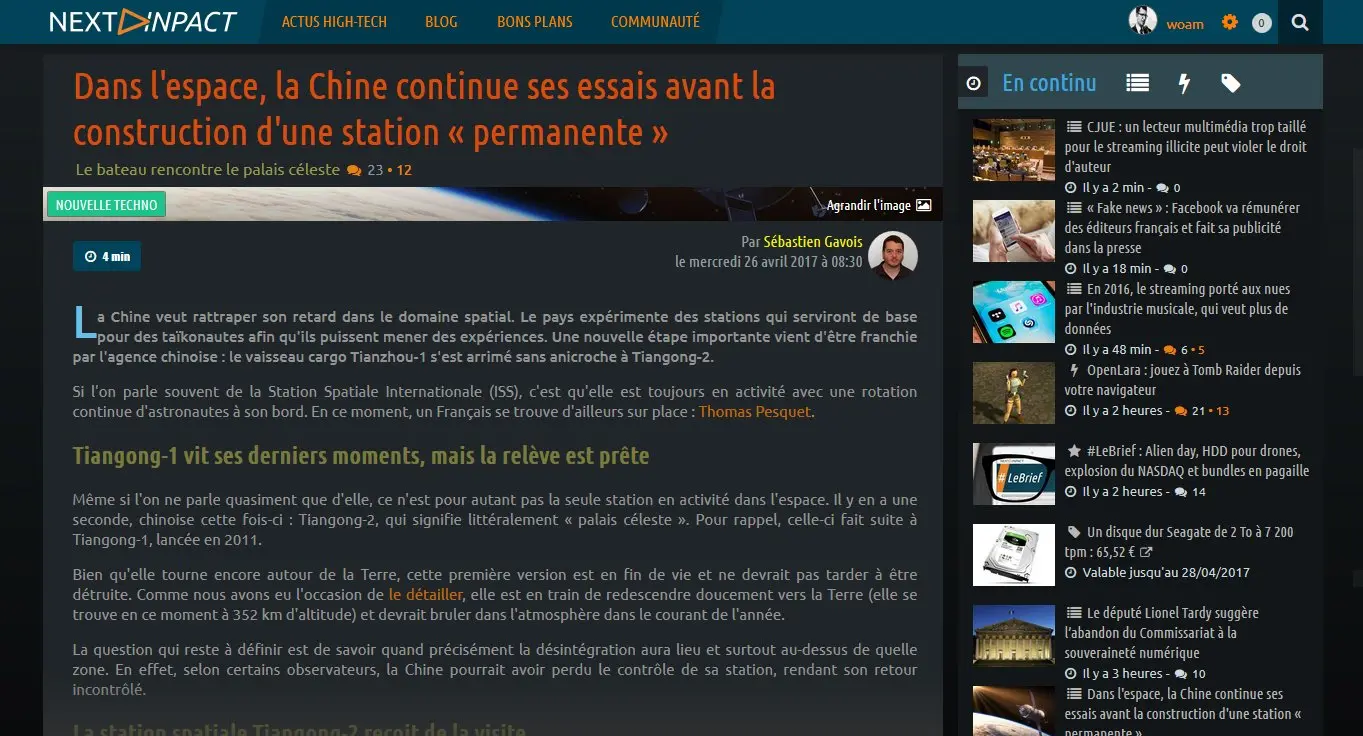 NEXT INPACT
ACTUS HIGH-TECH
BLOG
BONS PLANS
COMMUNAUTÉ
woam
0
Dans l'espace, la Chine continue ses essais avant la
construction d'une station « permanente »
Le bateau rencontre le palais céleste 23 • 12
NOUVELLE TECHNO
Agrandir l'image
4 min
Par Sébastien Gavois
le mercredi 26 avril 2017 à 08:30
La Chine veut rattraper son retard dans le domaine spatial. Le pays expérimente des stations qui serviront de base
pour des taïkonautes afin qu'ils puissent mener des expériences. Une nouvelle étape importante vient d'être franchie
par l'agence chinoise : le vaisseau cargo Tianzhou-1 s'est arrimé sans anicroche à Tiangong-2.
Si l'on parle souvent de la Station Spatiale Internationale (ISS), c'est qu'elle est toujours en activité avec une rotation
continue d'astronautes à son bord. En ce moment, un Français se trouve d'ailleurs sur place : Thomas Pesquet.
Tiangong-1 vit ses derniers moments, mais la relève est prête
Même si l'on ne parle quasiment que d'elle, ce n'est pour autant pas la seule station en activité dans l'espace. Il y en a une
seconde, chinoise cette fois-ci : Tiangong-2, qui signifie littéralement « palais céleste ». Pour rappel, celle-ci fait suite à
Tiangong-1, lancée en 2011.
Bien qu'elle tourne encore autour de la Terre, cette première version est en fin de vie et ne devrait pas tarder à être
détruite. Comme nous avons eu l'occasion de le détailler, elle est en train de redescendre doucement vers la Terre (elle se
trouve en ce moment à 352 km d'altitude) et devrait bruler dans l'atmosphère dans le courant de l'année.
La question qui reste à définir est de savoir quand précisément la désintégration aura lieu et surtout au-dessus de quelle
zone. En effet, selon certains observateurs, la Chine pourrait avoir perdu le contrôle de sa station, rendant son retour
incontrôlé.
La station spatiale Tiangong-2 reçoit de la visite
En continu
CJUE : un lecteur multimédia trop taillé
pour le streaming illicite peut violer le droit
d'auteur
Il y a 2 min - 0
« Fake news » : Facebook va rémunérer
des éditeurs français et fait sa publicité
dans la presse
Il y a 18 min - 0
En 2016, le streaming porté aux nues
par l'industrie musicale, qui veut plus de
données
Il y a 48 min - 6 • 5
OpenLara : jouez à Tomb Raider depuis
votre navigateur
Il y a 2 heures - 21 • 13
#LeBrief
#LeBrief : Alien day, HDD pour drones,
explosion du NASDAQ et bundles en pagaille
Il y a 2 heures - 14
Un disque dur Seagate de 2 To à 7 200
tpm : 65,52 €
Valable jusqu'au 28/04/2017
Le député Lionel Tardy suggère
l'abandon du Commissariat à la
souveraineté numérique
Il y a 3 heures - 10
Dans l'espace, la Chine continue ses
essais avant la construction d'une station «
permanente »